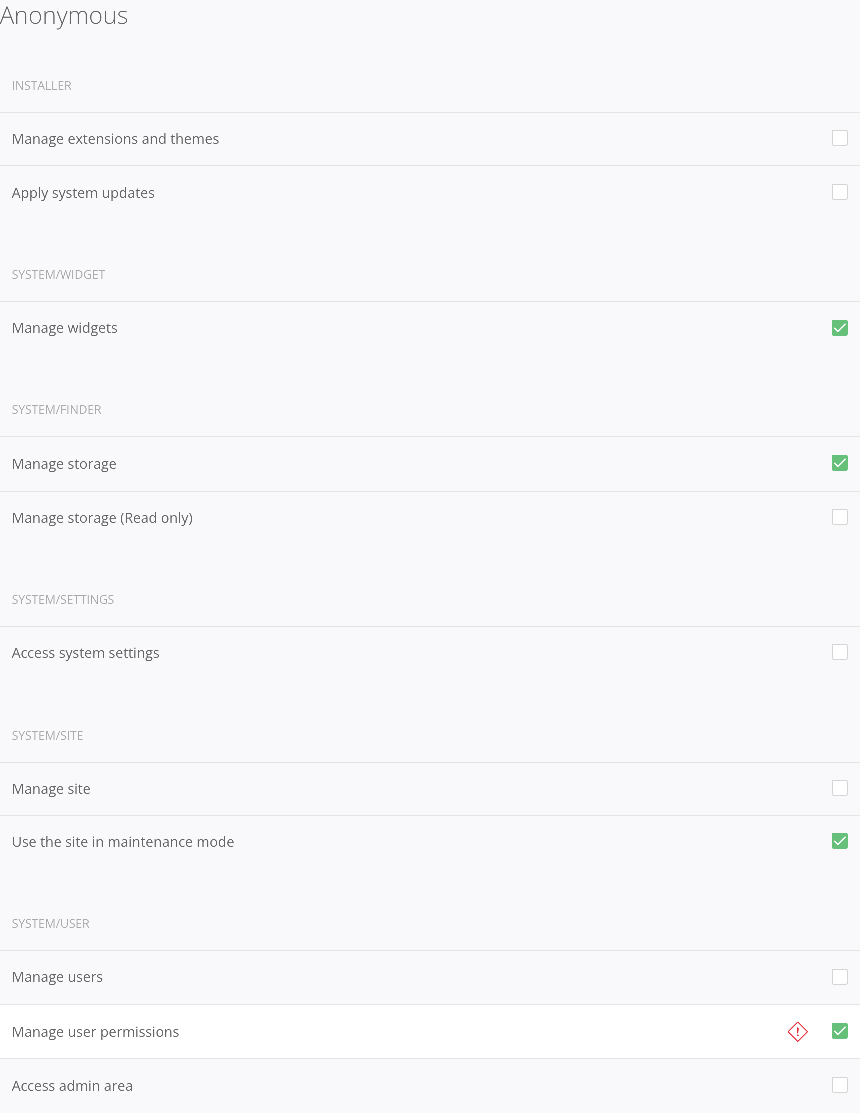 Anonymous
INSTALLER
Manage extensions and themes
Apply system updates
SYSTEM/WIDGET
Manage widgets
SYSTEM/FINDER
Manage storage
Manage storage (Read only)
SYSTEM/SETTINGS
Access system settings
SYSTEM/SITE
Manage site
Use the site in maintenance mode
SYSTEM/USER
Manage users
Manage user permissions
Access admin area